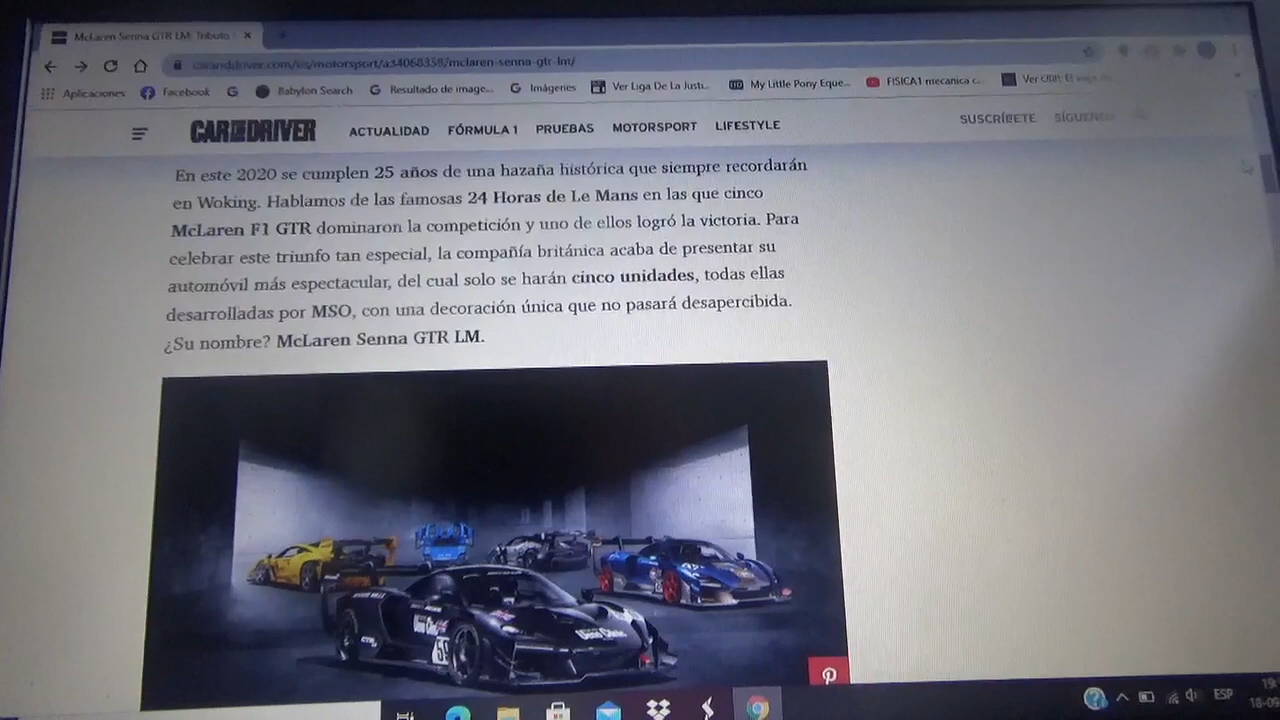 McLaren Senna GTR LM: Tributo
caranddriver.com/es/motorsport/a34068358/mclaren-senna-gtr-lm/
Aplicaciones Facebook Babylon Search Resultado de image... Imágenes Ver Liga De La Justi... My Little Pony Eque... FISICA1 mecanica c...
CAR AND DRIVER ACTUALIDAD FÓRMULA 1 PRUEBAS MOTORSPORT LIFESTYLE SUSCRÍBETE SÍGUENOS
En este 2020 se cumplen 25 años de una hazaña histórica que siempre recordarán
en Woking. Hablamos de las famosas 24 Horas de Le Mans en las que cinco
McLaren F1 GTR dominaron la competición y uno de ellos logró la victoria. Para
celebrar este triunfo tan especial, la compañía británica acaba de presentar su
automóvil más espectacular, del cual solo se harán cinco unidades, todas ellas
desarrolladas por MSO, con una decoración única que no pasará desapercibida.
¿Su nombre? McLaren Senna GTR LM.
59
ESP